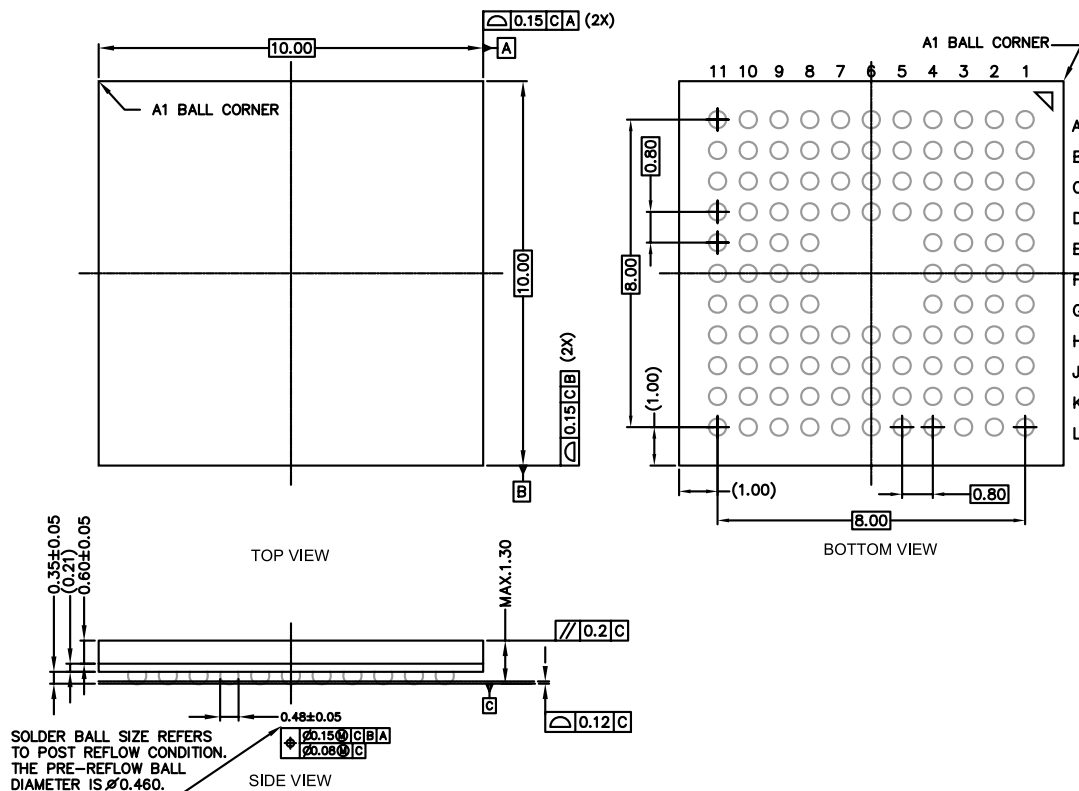 ⌓ 0.15 C A (2X)
10.00
A
A1 BALL CORNER
10.00
⌓ 0.15 C B (2X)
B
TOP VIEW
A1 BALL CORNER
11 10 9 8 7 6 5 4 3 2 1
A
B
C
D
E
F
G
H
J
K
L
0.80
8.00
(1.00)
(1.00)
0.80
8.00
BOTTOM VIEW
0.35±0.05
(0.21)
0.60±0.05
MAX.1.30
// 0.2 C
C
⌓ 0.12 C
0.48±0.05
⌖ Ø0.15Ⓜ C B A
Ø0.08Ⓜ C
SOLDER BALL SIZE REFERS
TO POST REFLOW CONDITION.
THE PRE-REFLOW BALL
DIAMETER IS Ø0.460.
SIDE VIEW